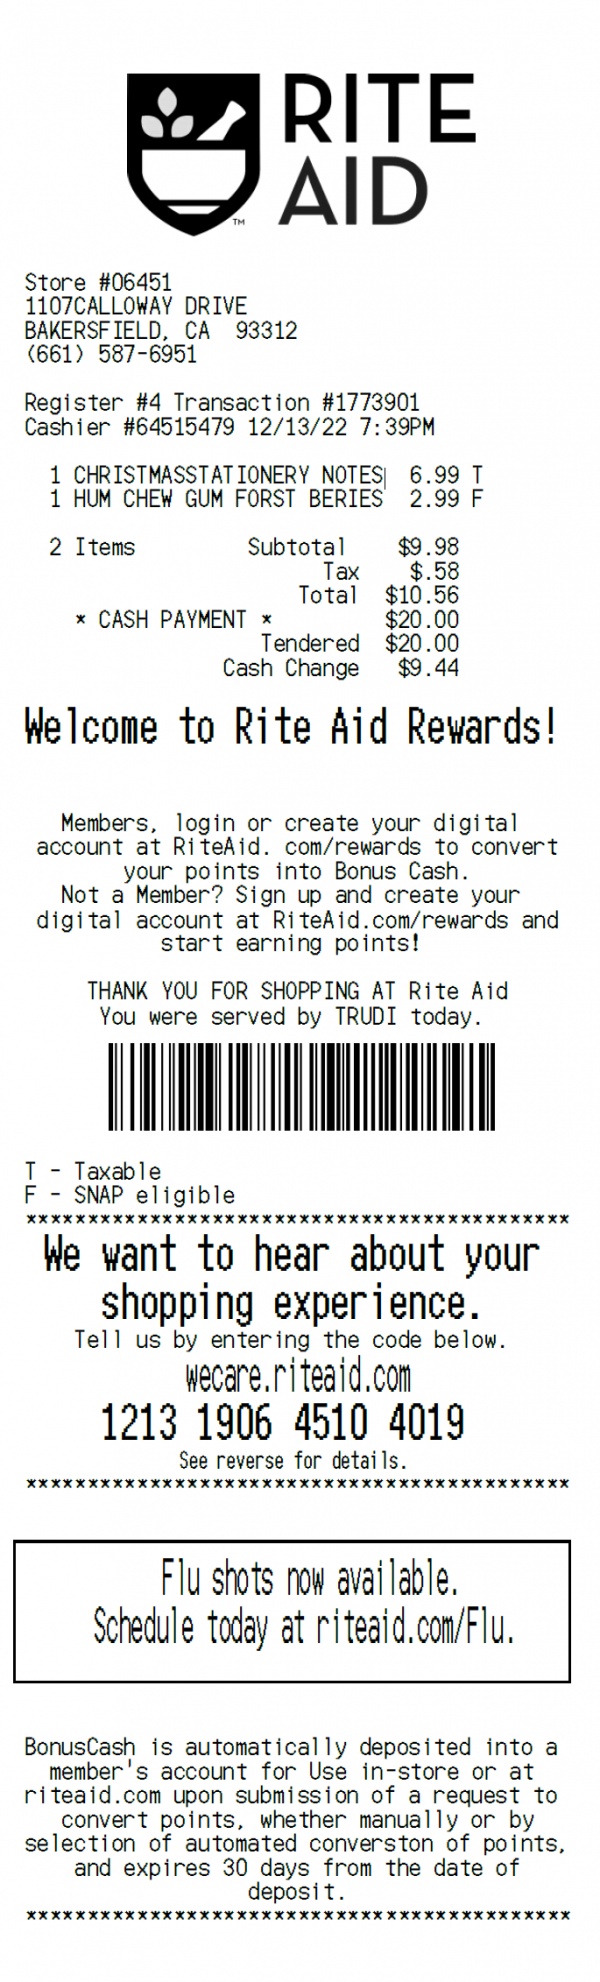 RITE
AID
TM
Store #06451
1107CALLOWAY DRIVE
BAKERSFIELD, CA 93312
(661) 587-6951
Register #4 Transaction #1773901
Cashier #64515479 12/13/22 7:39PM
1 CHRISTMASSTATIONERY NOTES| 6.99 T
1 HUM CHEW GUM FORST BERIES 2.99 F
2 Items Subtotal $9.98
Tax $.58
Total $10.56
* CASH PAYMENT * $20.00
Tendered $20.00
Cash Change $9.44
Welcome to Rite Aid Rewards!
Members, login or create your digital
account at RiteAid. com/rewards to convert
your points into Bonus Cash.
Not a Member? Sign up and create your
digital account at RiteAid.com/rewards and
start earning points!
THANK YOU FOR SHOPPING AT Rite Aid
You were served by TRUDI today.
T - Taxable
F - SNAP eligible
********************************************
We want to hear about your
shopping experience.
Tell us by entering the code below.
wecare.riteaid.com
1213 1906 4510 4019
See reverse for details.
********************************************
Flu shots now available.
Schedule today at riteaid.com/Flu.
BonusCash is automatically deposited into a
member's account for Use in-store or at
riteaid.com upon submission of a request to
convert points, whether manually or by
selection of automated converston of points,
and expires 30 days from the date of
deposit.
********************************************